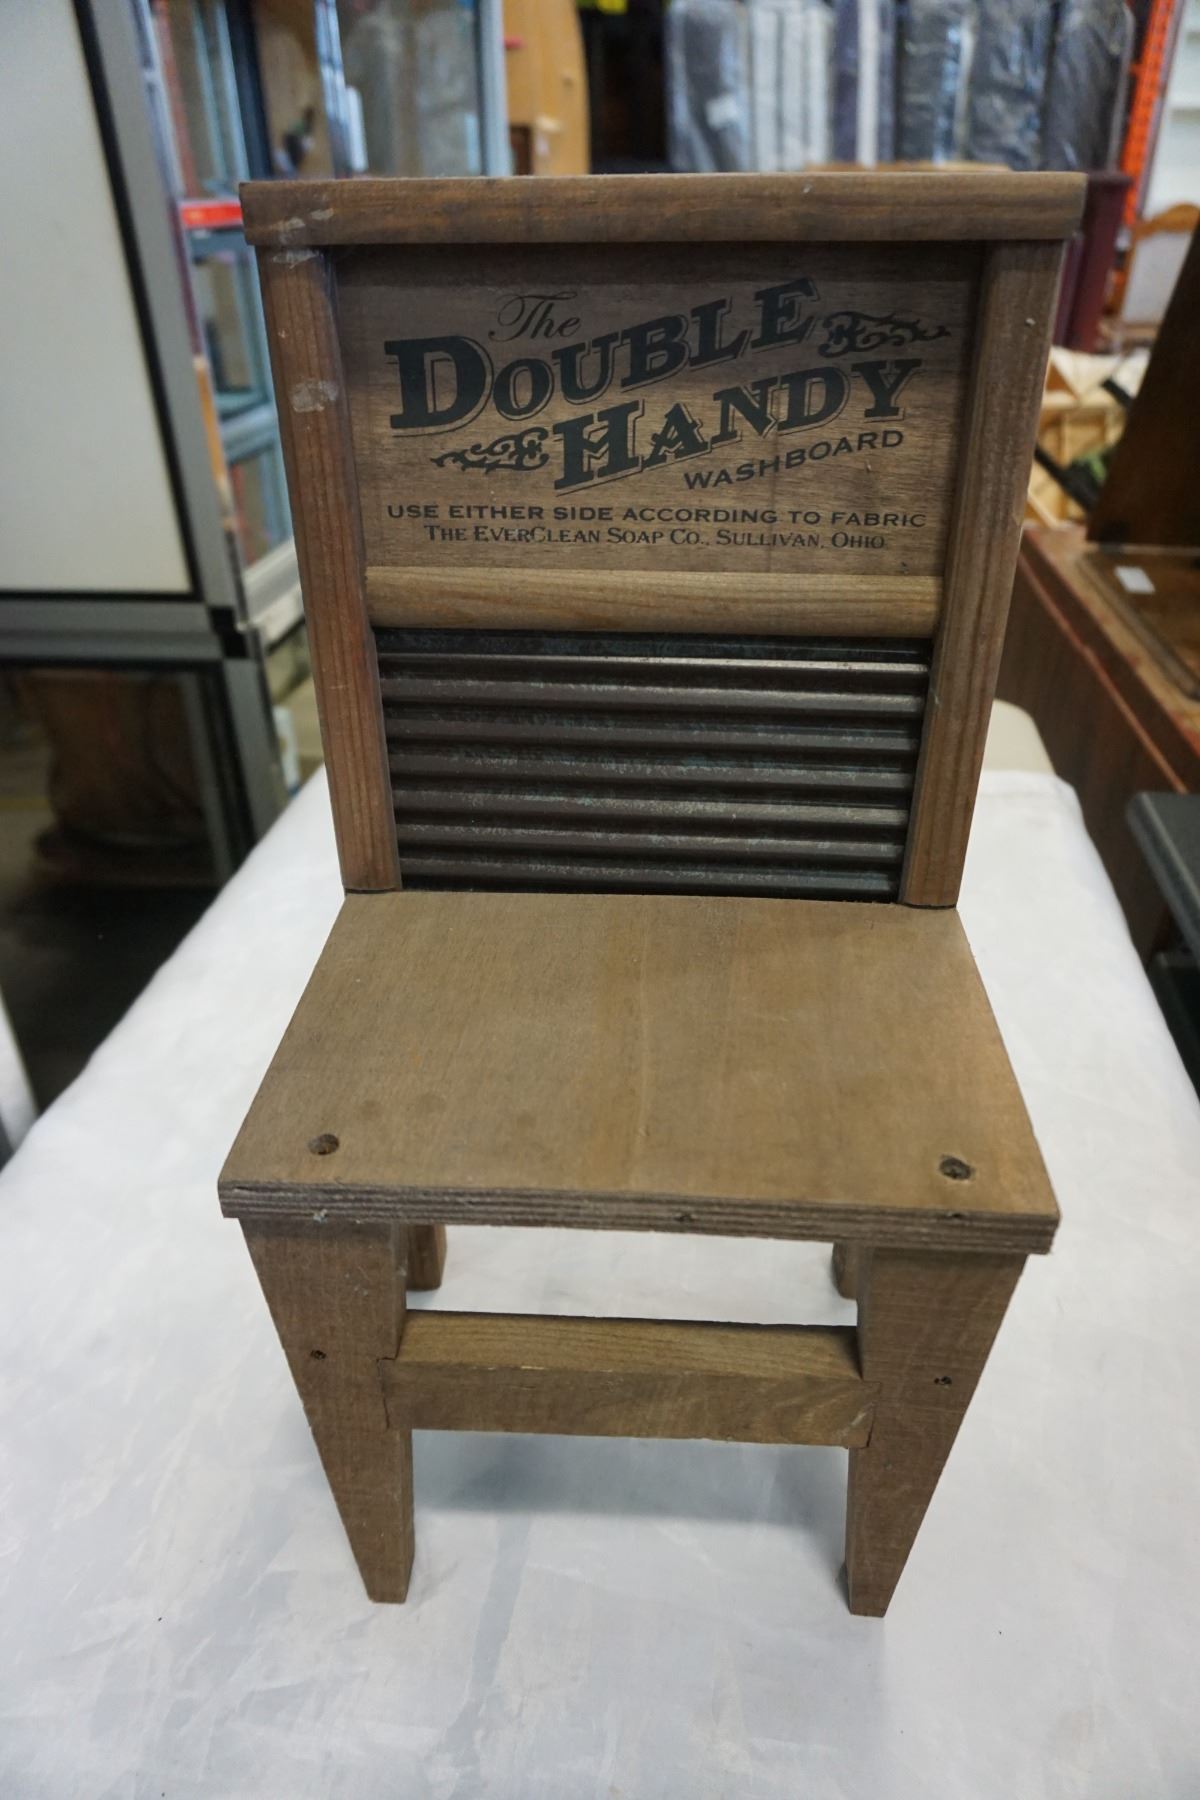 The
DOUBLE
HANDY
WASHBOARD
USE EITHER SIDE ACCORDING TO FABRIC
THE EVERCLEAN SOAP CO., SULLIVAN, OHIO